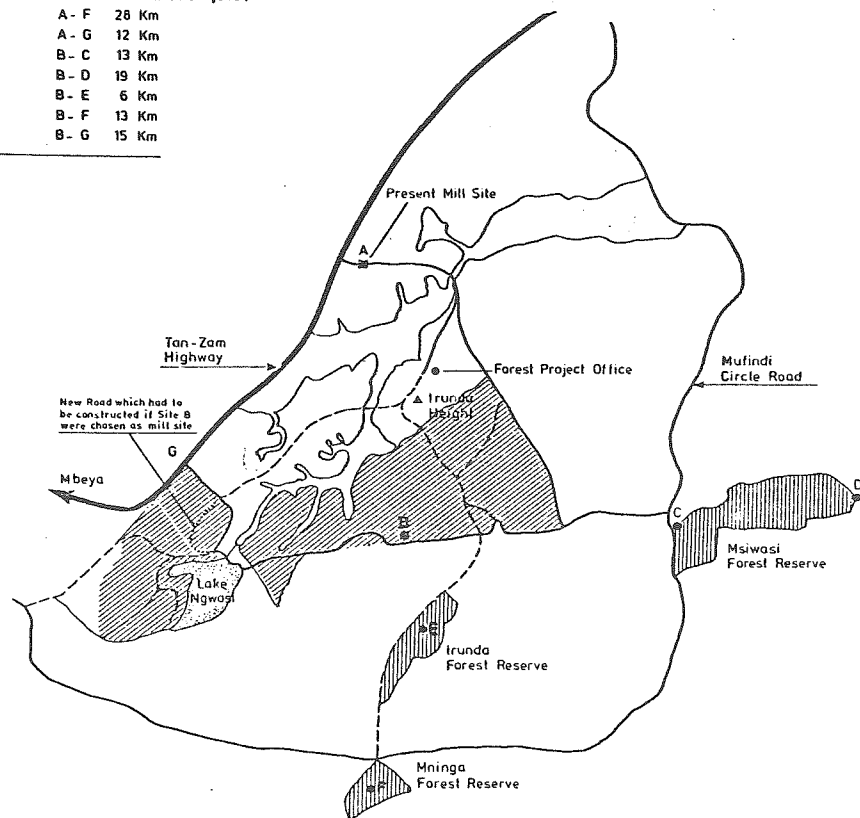 A - F 28 Km
A - G 12 Km
B - C 13 Km
B - D 19 Km
B - E 6 Km
B - F 13 Km
B - G 15 Km
Present Mill Site
A
Tan-Zam
Highway
Forest Project Office
Mufindi
Circle Road
Irunda
Height
New Road which had to
be constructed if Site B
were chosen as mill site
G
Mbeya
D
C
B
Msiwasi
Forest Reserve
Lake
Ngwasi
E
Irunda
Forest Reserve
Mninga
Forest Reserve
F